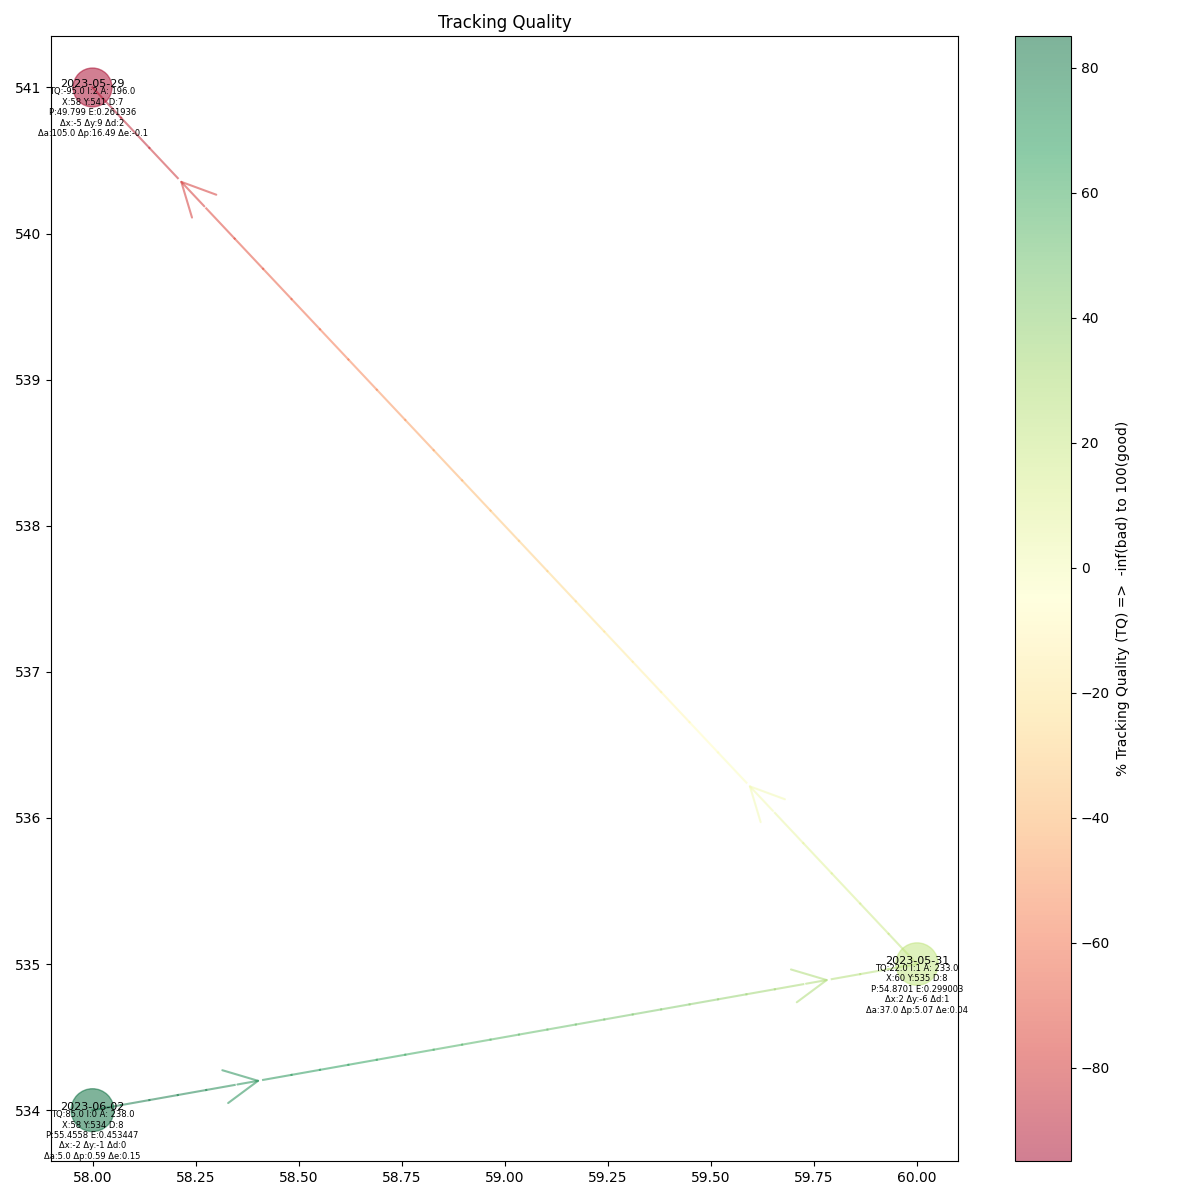 Tracking Quality
541
540
539
538
537
536
535
534
58.00
58.25
58.50
58.75
59.00
59.25
59.50
59.75
60.00
2023-05-29
TQ:-95.0 I:2 A: 196.0
X:58 Y:541 D:7
P:49.799 E:0.261936
Δx:-5 Δy:9 Δd:2
Δa:105.0 Δp:16.49 Δe:-0.1
2023-05-31
TQ:22.0 I:1 A: 233.0
X:60 Y:535 D:8
P:54.8701 E:0.299003
Δx:2 Δy:-6 Δd:1
Δa:37.0 Δp:5.07 Δe:0.04
2023-06-02
TQ:85.0 I:0 A: 238.0
X:58 Y:534 D:8
P:55.4558 E:0.453447
Δx:-2 Δy:-1 Δd:0
Δa:5.0 Δp:0.59 Δe:0.15
80
60
40
20
0
−20
−40
−60
−80
% Tracking Quality (TQ) => -inf(bad) to 100(good)